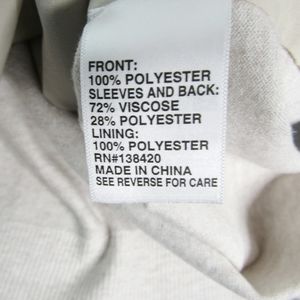 FRONT:
100% POLYESTER
SLEEVES AND BACK:
72% VISCOSE
28% POLYESTER
LINING:
100% POLYESTER
RN#138420
MADE IN CHINA
SEE REVERSE FOR CARE